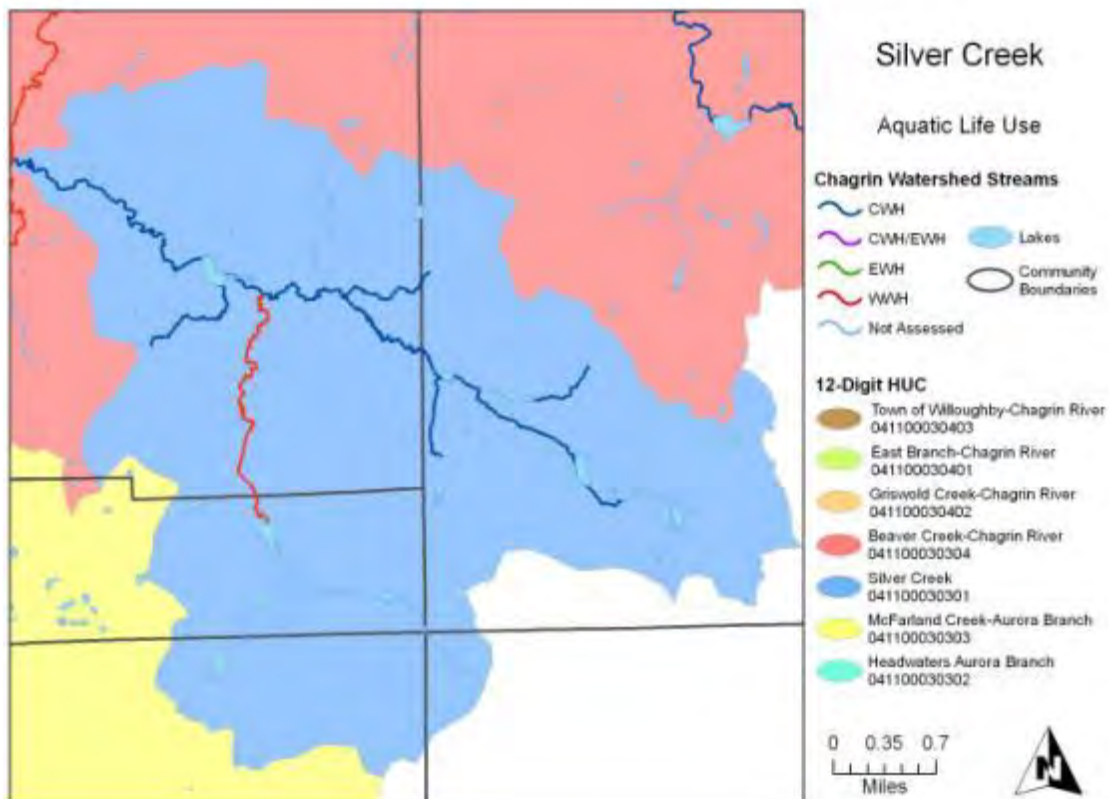 Silver Creek
Aquatic Life Use
Chagrin Watershed Streams
CWH
CWH/EWH
EWH
WWH
Not Assessed
Lakes
Community
Boundaries
12-Digit HUC
Town of Willoughby-Chagrin River
041100030403
East Branch-Chagrin River
041100030401
Griswold Creek-Chagrin River
041100030402
Beaver Creek-Chagrin River
041100030304
Silver Creek
041100030301
McFarland Creek-Aurora Branch
041100030303
Headwaters Aurora Branch
041100030302
0 0.35 0.7
Miles
N